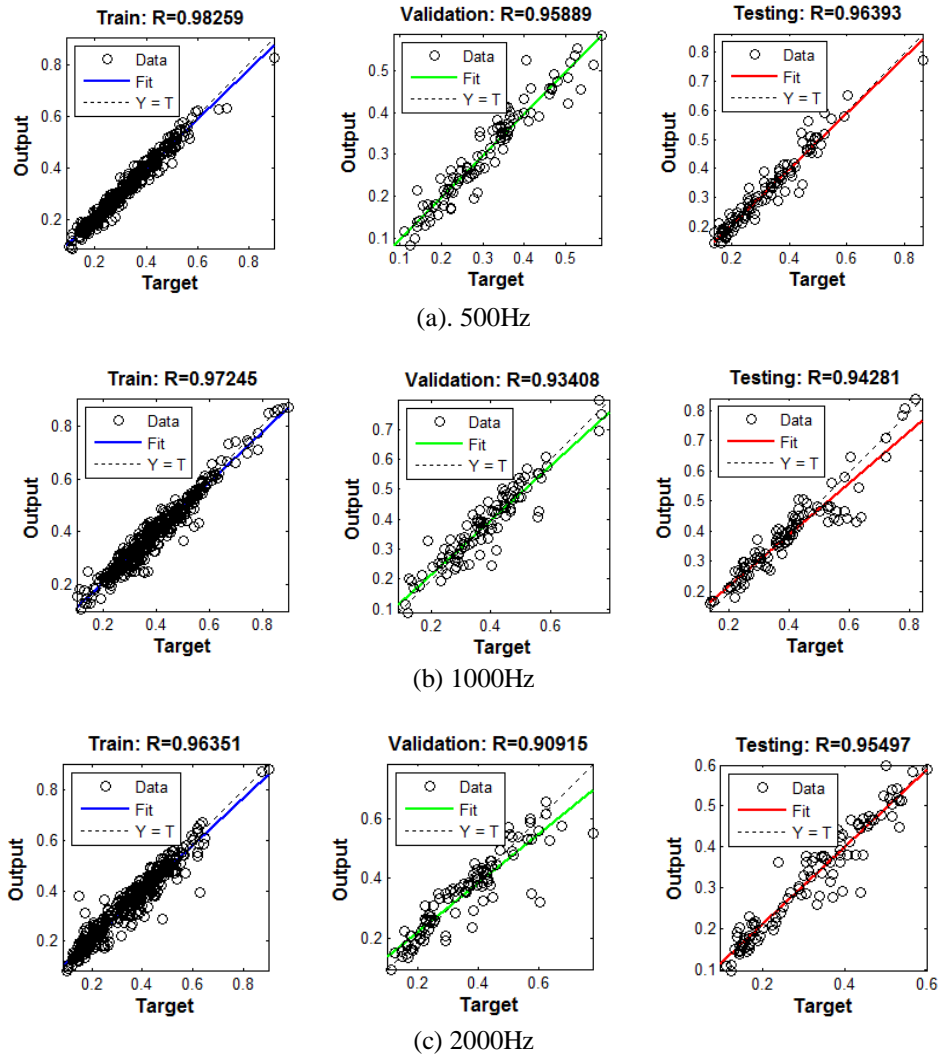 Train: R=0.98259
Output
0.8
0.6
0.4
0.2
Data
Fit
Y = T
0.2 0.4 0.6 0.8
Target
Validation: R=0.95889
Output
0.5
0.4
0.3
0.2
0.1
Data
Fit
Y = T
0.1 0.2 0.3 0.4 0.5
Target
Testing: R=0.96393
Output
0.8
0.7
0.6
0.5
0.4
0.3
0.2
Data
Fit
Y = T
0.2 0.4 0.6 0.8
Target
(a). 500Hz
Train: R=0.97245
Output
0.8
0.6
0.4
0.2
Data
Fit
Y = T
0.2 0.4 0.6 0.8
Target
Validation: R=0.93408
Output
0.7
0.6
0.5
0.4
0.3
0.2
0.1
Data
Fit
Y = T
0.2 0.4 0.6
Target
Testing: R=0.94281
Output
0.8
0.7
0.6
0.5
0.4
0.3
0.2
Data
Fit
Y = T
0.2 0.4 0.6 0.8
Target
(b) 1000Hz
Train: R=0.96351
Output
0.8
0.6
0.4
0.2
Data
Fit
Y = T
0.2 0.4 0.6 0.8
Target
Validation: R=0.90915
Output
0.6
0.4
0.2
Data
Fit
Y = T
0.2 0.4 0.6
Target
Testing: R=0.95497
Output
0.6
0.5
0.4
0.3
0.2
0.1
Data
Fit
Y = T
0.2 0.4 0.6
Target
(c) 2000Hz